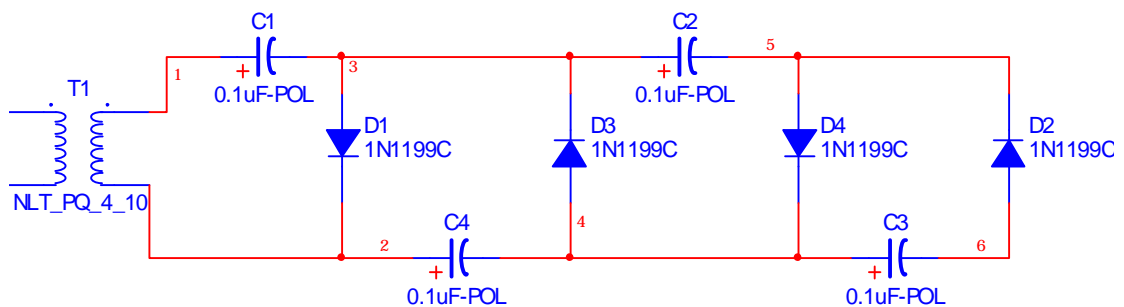 C1
C2
5
1
+
3
+
T1
0.1uF-POL
0.1uF-POL
D1
1N1199C
D3
1N1199C
D4
1N1199C
D2
1N1199C
NLT_PQ_4_10
C4
4
C3
2
6
+
+
0.1uF-POL
0.1uF-POL